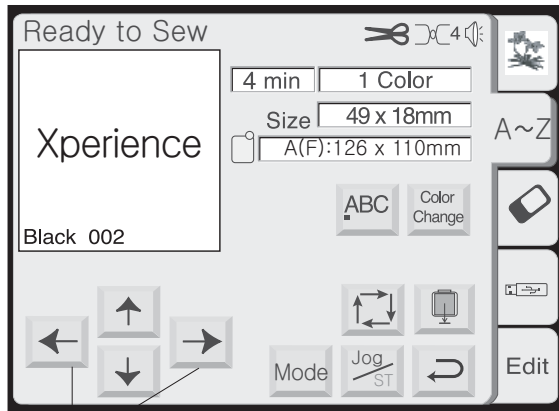 Ready to Sew
4
4 min
1 Color
Size
49 x 18mm
A(F):126 x 110mm
Xperience
Black 002
ABC
Color
Change
Mode
Jog
ST
A~Z
Edit